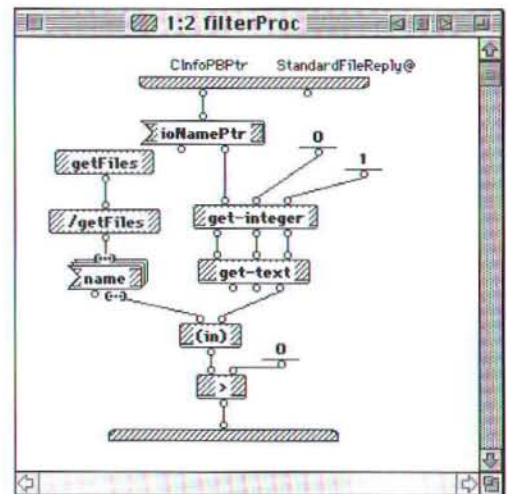 1:2 filterProc
CInfoPBPtr StandardFileReply@
ioNamePtr
0
1
getFiles
/getFiles
get-integer
name
get-text
(in)
0
>